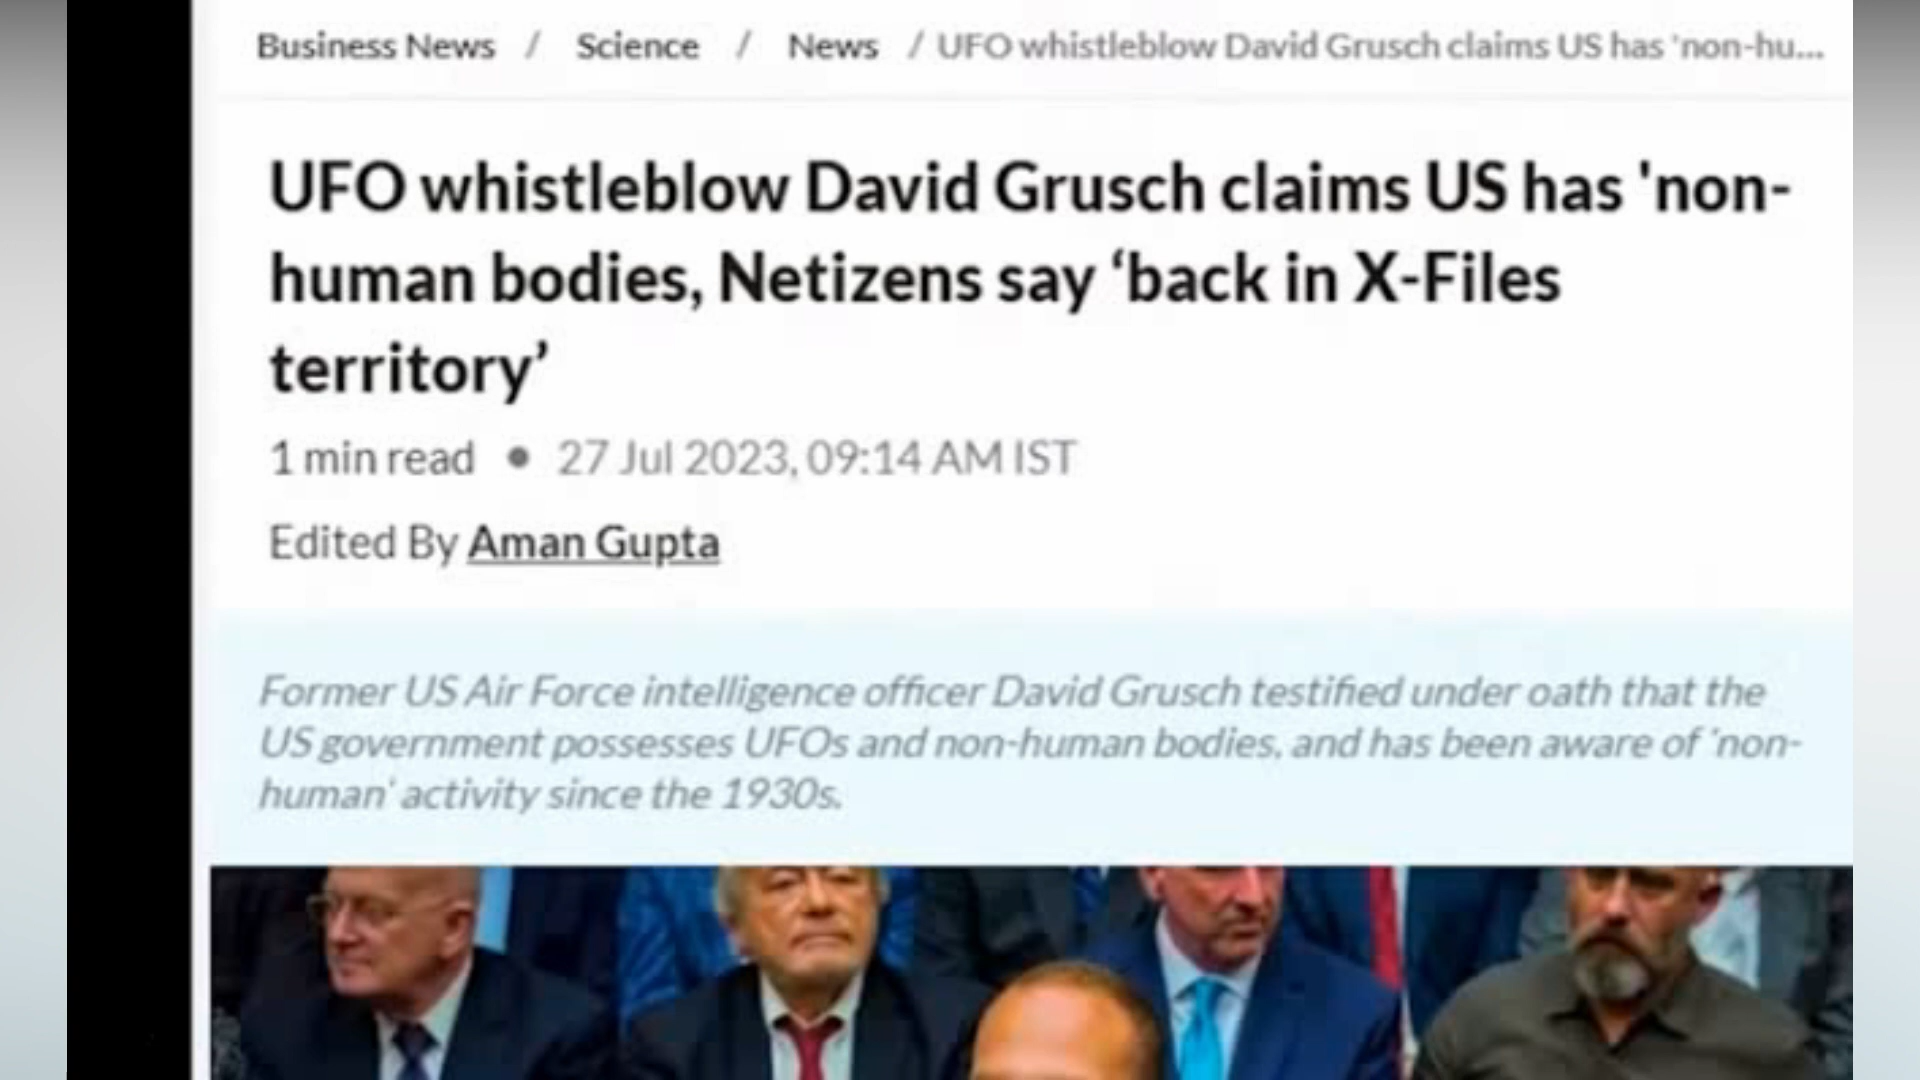 Business News / Science / News / UFO whistleblow David Grusch claims US has 'non-hu...
UFO whistleblow David Grusch claims US has 'non-
human bodies, Netizens say ‘back in X-Files
territory’
1 min read • 27 Jul 2023, 09:14 AM IST
Edited By Aman Gupta
Former US Air Force intelligence officer David Grusch testified under oath that the
US government possesses UFOs and non-human bodies, and has been aware of 'non-
human' activity since the 1930s.